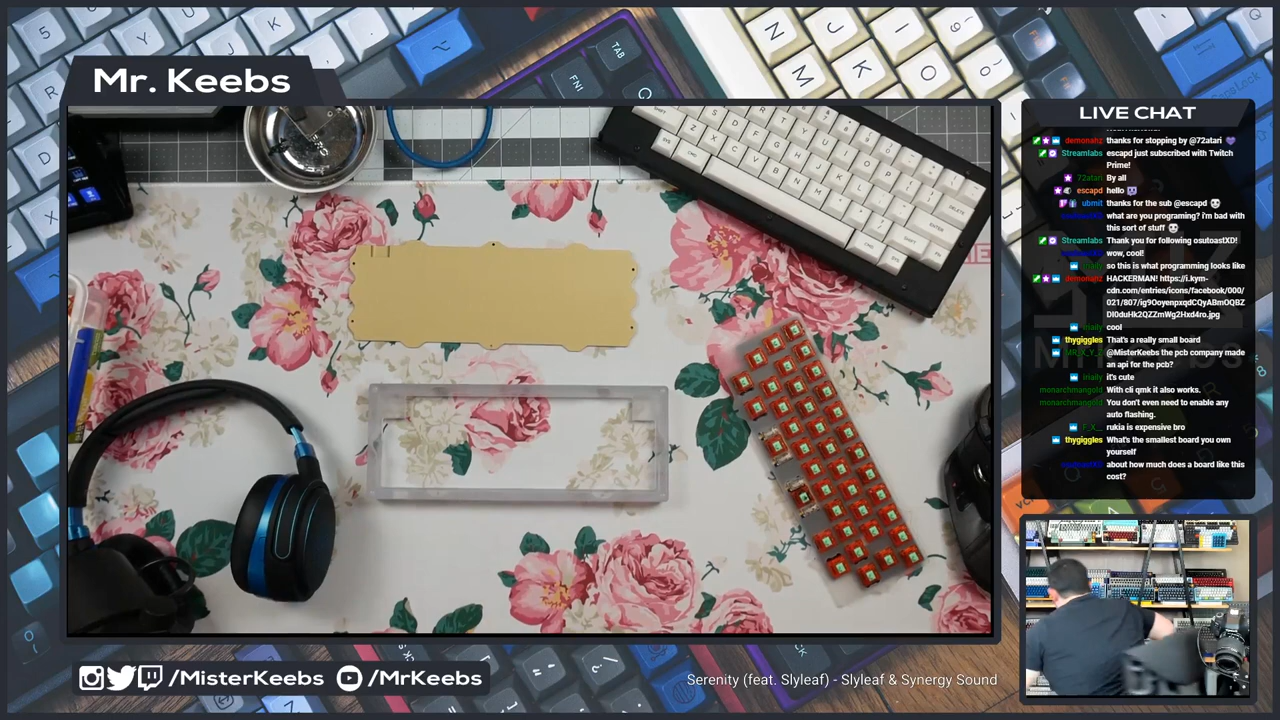 Mr. Keebs
LIVE CHAT
demonahz thanks for stopping by @72atari
Streamlabs escapd just subscribed with Twitch
Prime!
72atari By all
escapd hello
ubmit thanks for the sub @escapd
what are you programing? i'm bad with
this sort of stuff
Streamlabs Thank you for following osutoastXD!
wow, cool!
so this is what programming looks like
demonahz HACKERMAN! https://i.kym-
cdn.com/entries/icons/facebook/000/
cool
thygiggles That's a really small board
@MisterKeebs the pcb company made
an api for the pcb?
it's cute
monarchmangold With cli qmk it also works.
monarchmangold You don't even need to enable any
auto flashing.
F_X__ rukia is expensive bro
thygiggles What's the smallest board you own
yourself
about how much does a board like this
cost?
/MisterKeebs
/MrKeebs
Serenity (feat. Slyleaf) - Slyleaf & Synergy Sound